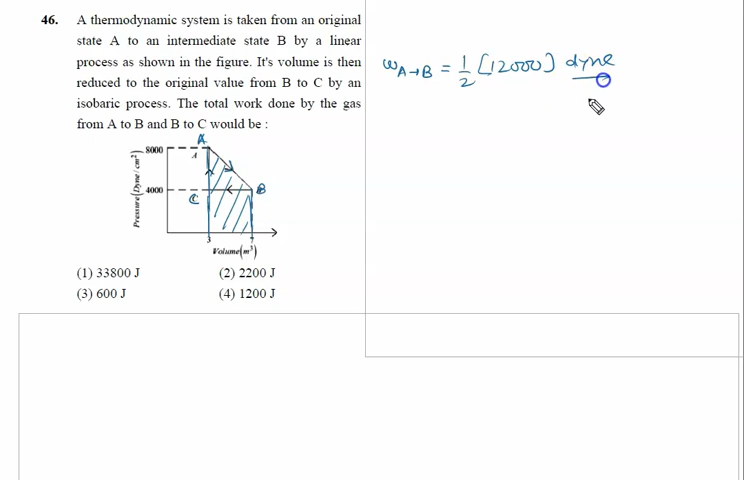 46. A thermodynamic system is taken from an original
state A to an intermediate state B by a linear
process as shown in the figure. It's volume is then
reduced to the original value from B to C by an
isobaric process. The total work done by the gas
from A to B and B to C would be :
A
8000
A
4000
B
C
Pressure(Dyne/cm²)
3 7
Volume(m³)
(1) 33800 J (2) 2200 J
(3) 600 J (4) 1200 J
W A→B = 1/2 [12000] dyne